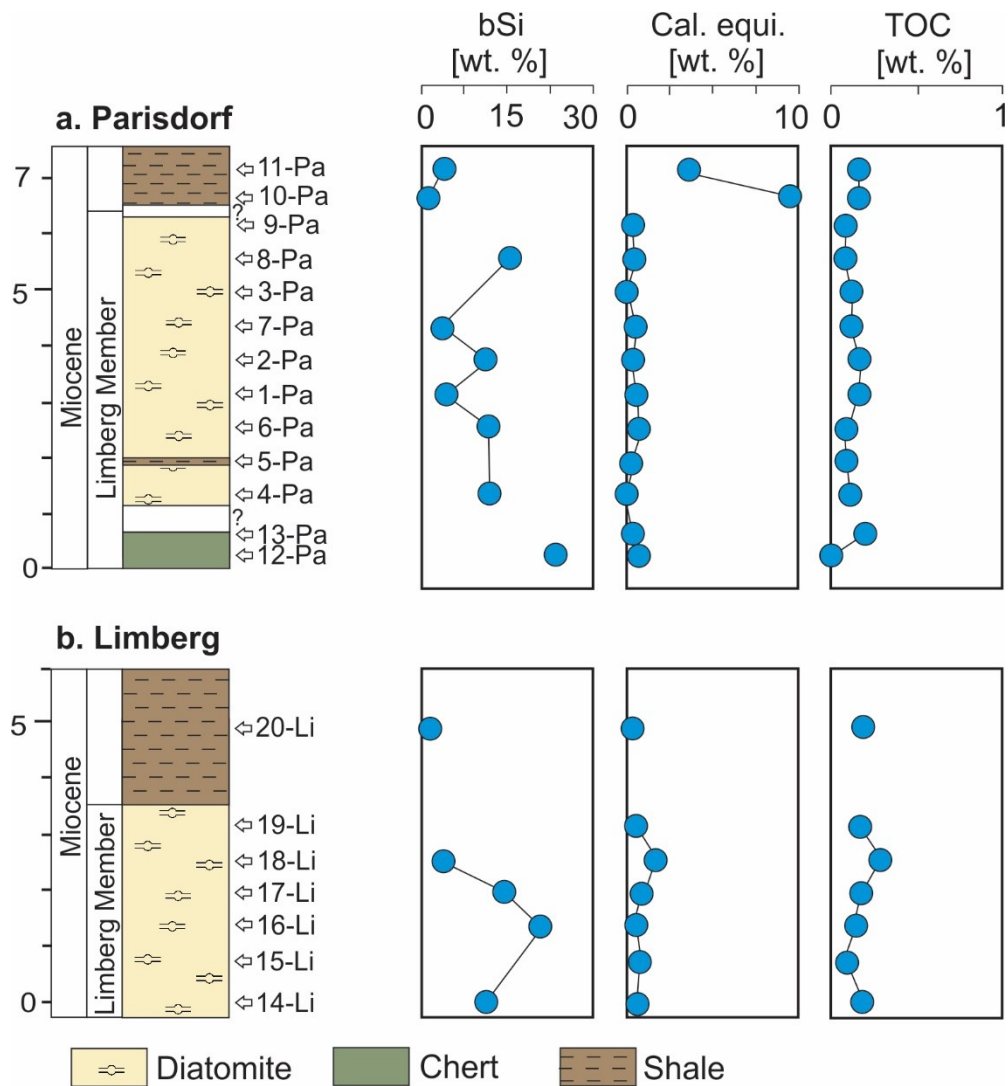 bSi Cal. equi. TOC
[wt. %] [wt. %] [wt. %]
0 15 30 0 10 0 1
a. Parisdorf
7
5
0
Miocene
Limberg Member
?
?
11-Pa
10-Pa
9-Pa
8-Pa
3-Pa
7-Pa
2-Pa
1-Pa
6-Pa
5-Pa
4-Pa
13-Pa
12-Pa
b. Limberg
5
0
Miocene
Limberg Member
20-Li
19-Li
18-Li
17-Li
16-Li
15-Li
14-Li
Diatomite Chert Shale